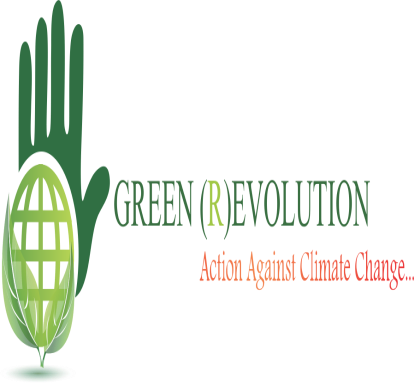 GREEN (R)EVOLUTION
Action Against Climate Change...